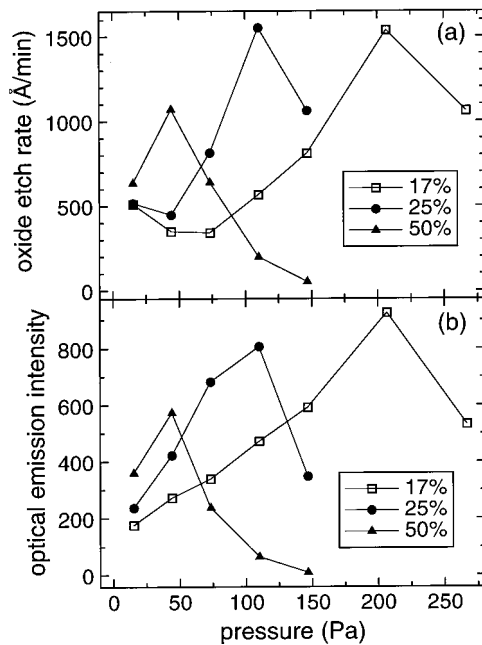 (a)
oxide etch rate (Å/min)
1500
1000
500
0
17%
25%
50%
(b)
optical emission intensity
800
600
400
200
0
17%
25%
50%
0 50 100 150 200 250
pressure (Pa)